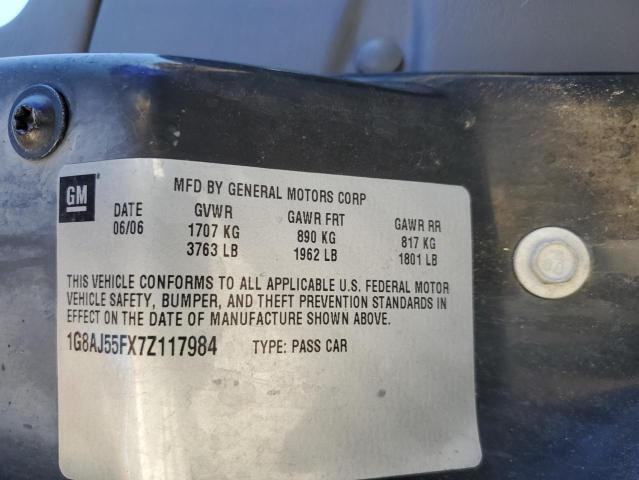 GM
MFD BY GENERAL MOTORS CORP
DATE GVWR GAWR FRT GAWR RR
06/06 1707 KG 890 KG 817 KG
3763 LB 1962 LB 1801 LB
THIS VEHICLE CONFORMS TO ALL APPLICABLE U.S. FEDERAL MOTOR
VEHICLE SAFETY, BUMPER, AND THEFT PREVENTION STANDARDS IN
EFFECT ON THE DATE OF MANUFACTURE SHOWN ABOVE.
1G8AJ55FX7Z117984 TYPE: PASS CAR